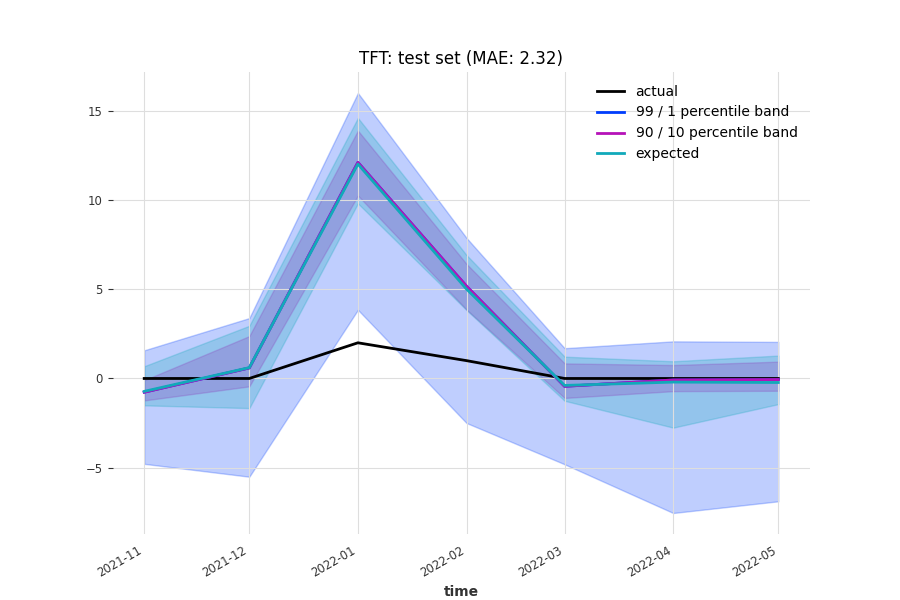 TFT: test set (MAE: 2.32)
actual
99 / 1 percentile band
90 / 10 percentile band
expected
15
10
5
0
−5
2021-11
2021-12
2022-01
2022-02
2022-03
2022-04
2022-05
time